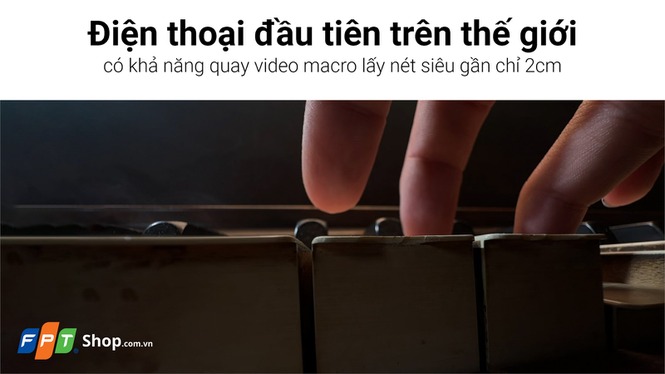 Điện thoại đầu tiên trên thế giới
có khả năng quay video macro lấy nét siêu gần chỉ 2cm
FPT Shop.com.vn